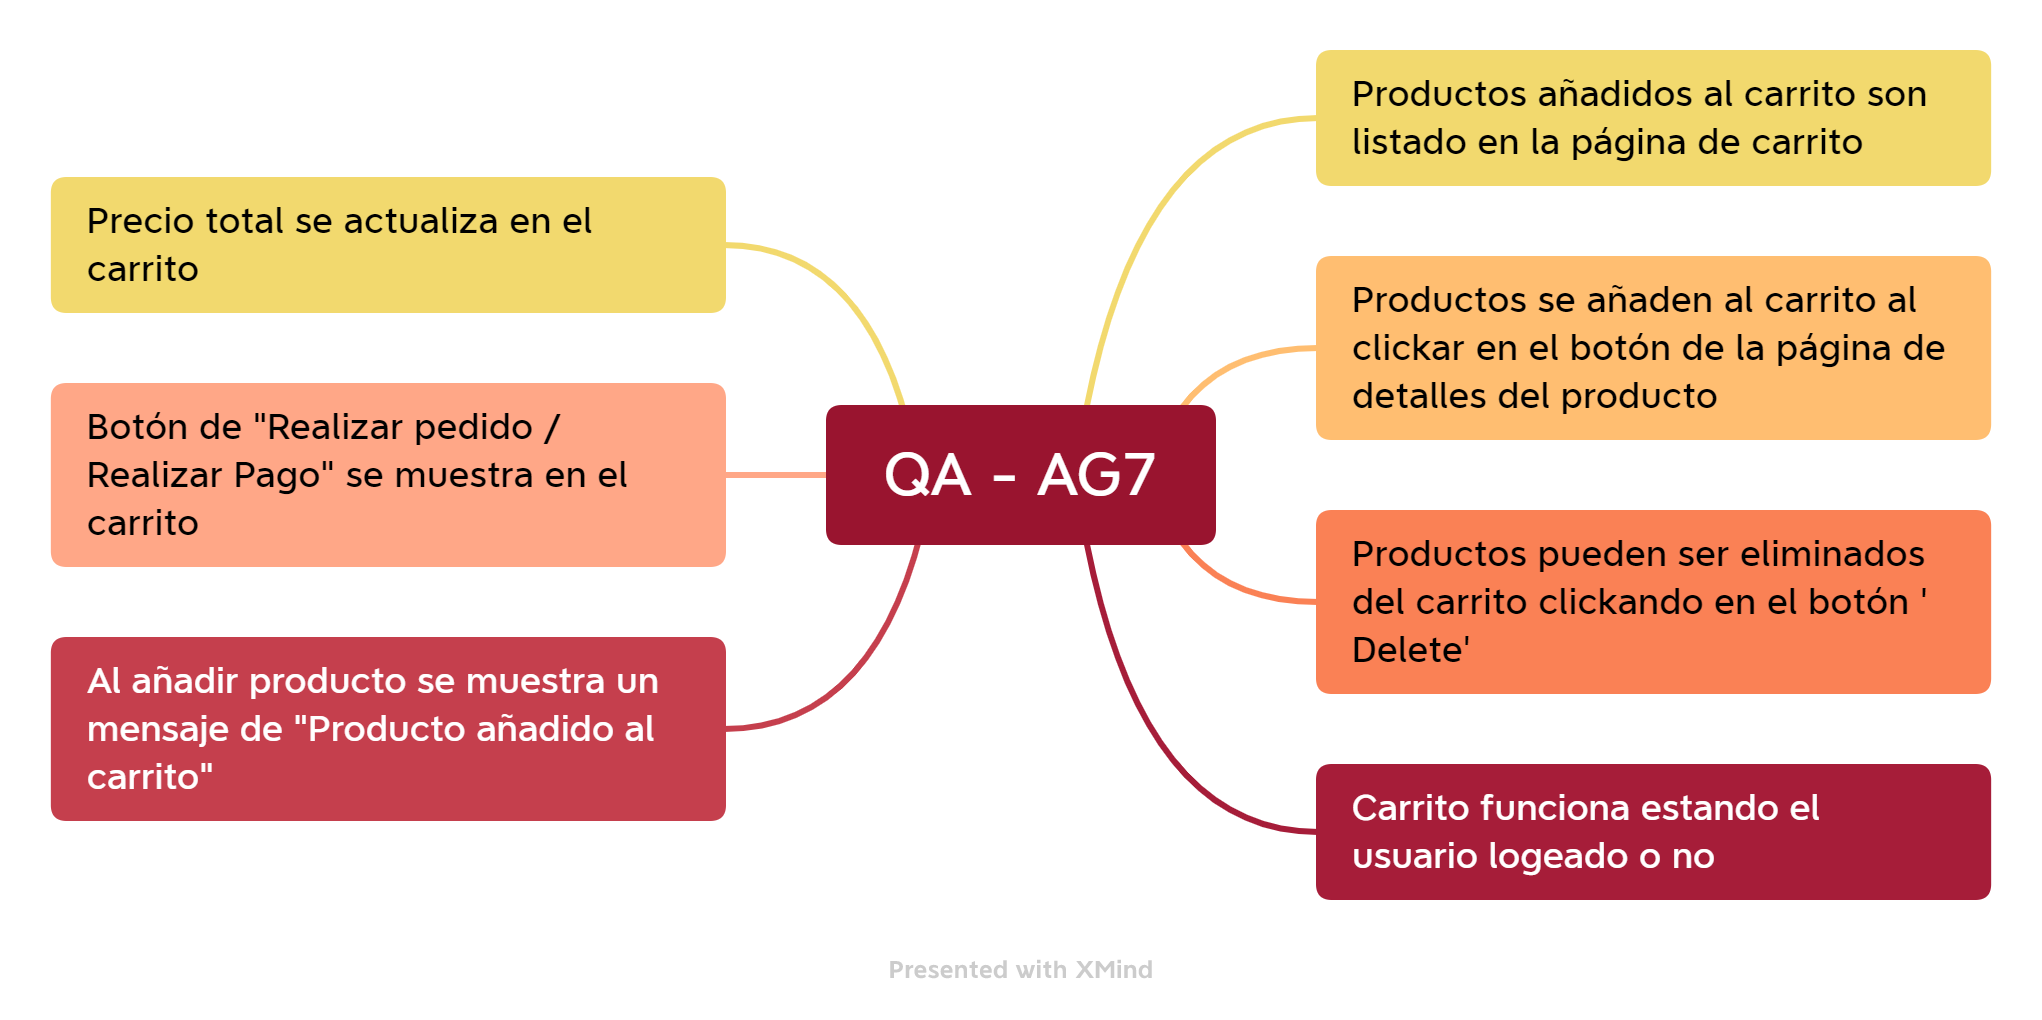 Productos añadidos al carrito son
listado en la página de carrito
Precio total se actualiza en el
carrito
Productos se añaden al carrito al
clickar en el botón de la página de
detalles del producto
Botón de "Realizar pedido /
Realizar Pago" se muestra en el
carrito
QA - AG7
Productos pueden ser eliminados
del carrito clickando en el botón '
Delete'
Al añadir producto se muestra un
mensaje de "Producto añadido al
carrito"
Carrito funciona estando el
usuario logeado o no
Presented with XMind